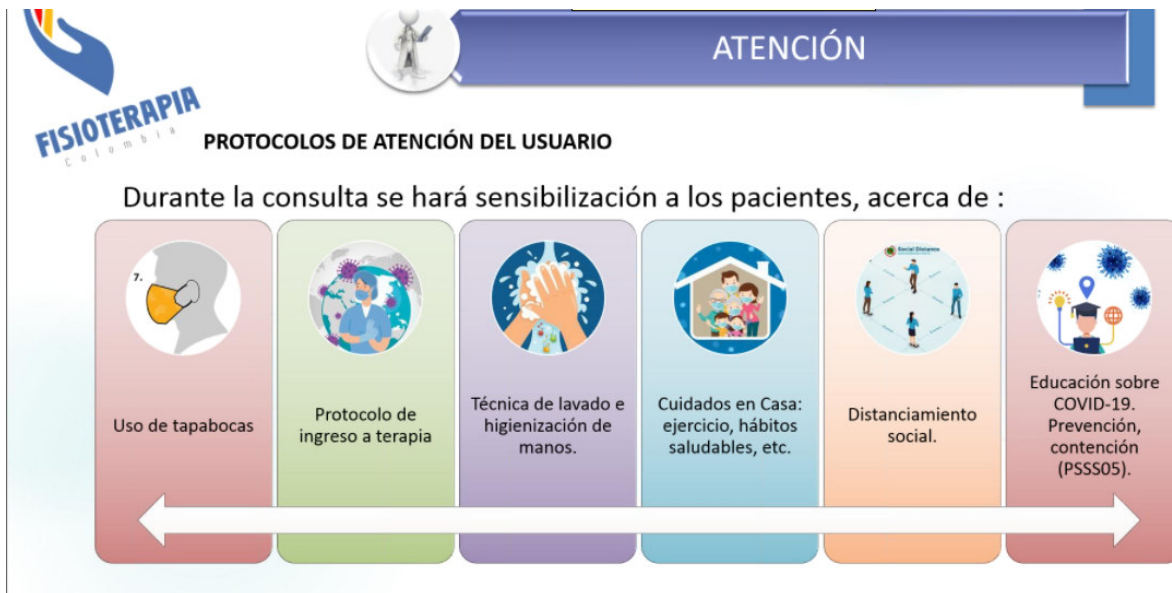 ATENCIÓN
FISIOTERAPIA
Colombia
PROTOCOLOS DE ATENCIÓN DEL USUARIO
Durante la consulta se hará sensibilización a los pacientes, acerca de :
7.
Uso de tapabocas
Protocolo de
ingreso a terapia
Técnica de lavado e
higienización de
manos.
Cuidados en Casa:
ejercicio, hábitos
saludables, etc.
Social Distance
Distanciamiento
social.
Educación sobre
COVID-19.
Prevención,
contención
(PSSS05).